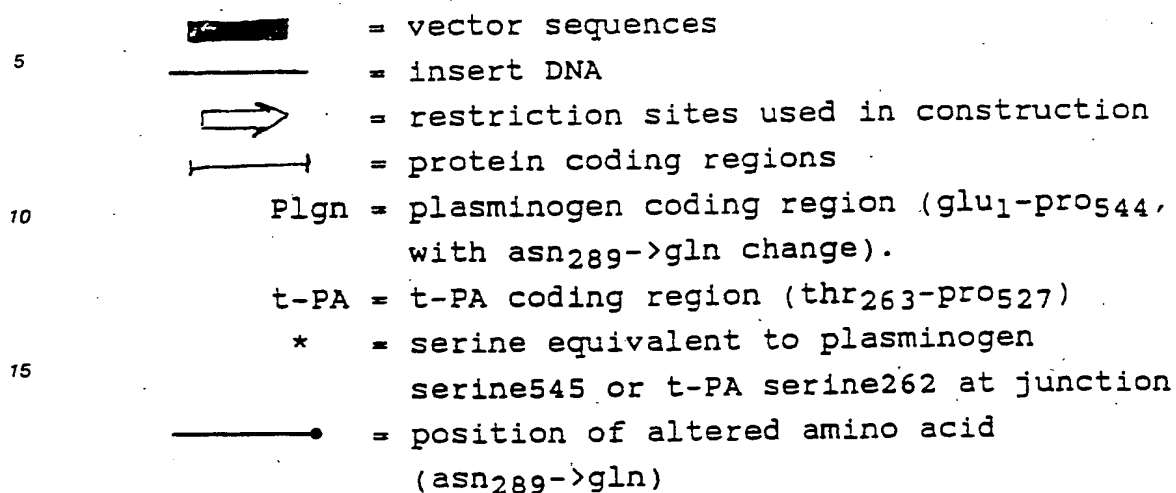 = vector sequences
5
= insert DNA
= restriction sites used in construction
= protein coding regions
10 Plgn = plasminogen coding region (glu₁-pro₅₄₄,
with asn₂₈₉->gln change).
t-PA = t-PA coding region (thr₂₆₃-pro₅₂₇)
* = serine equivalent to plasminogen
15
serine545 or t-PA serine262 at junction
= position of altered amino acid
(asn₂₈₉->gln)